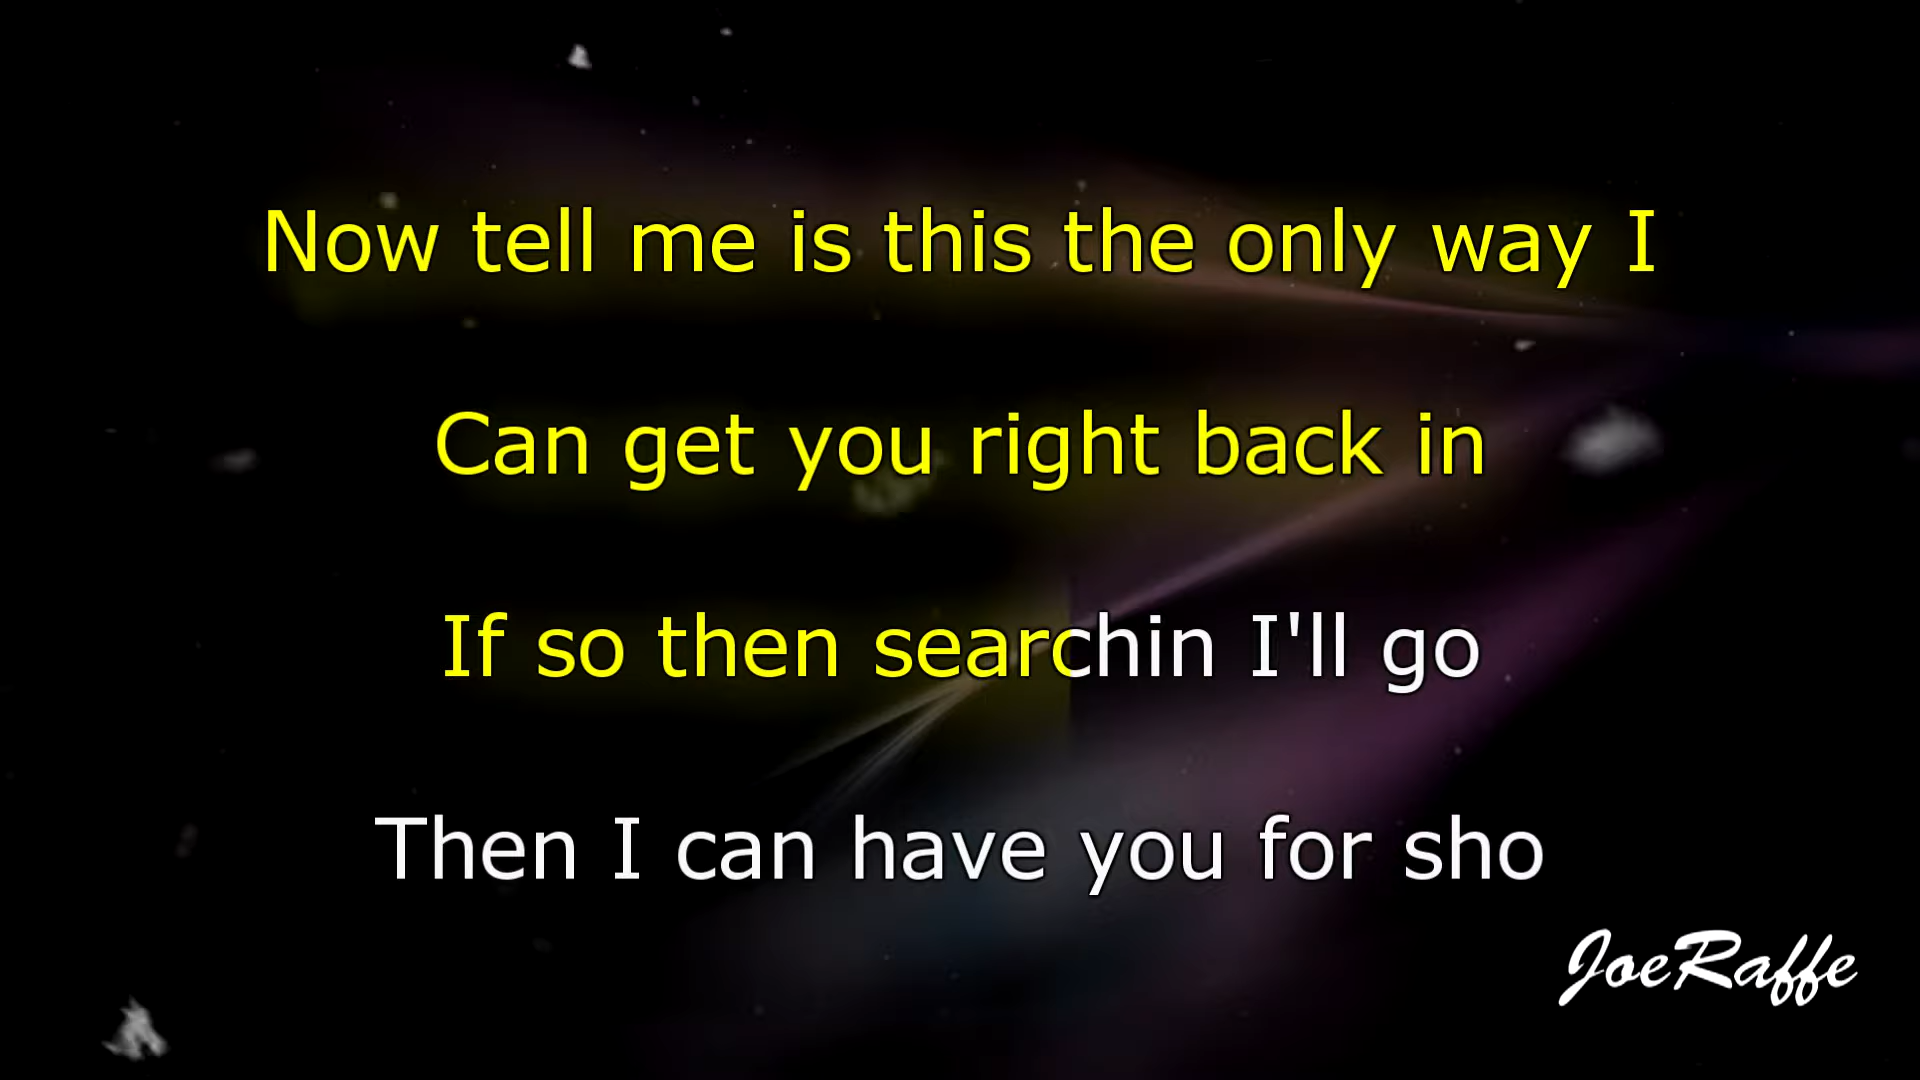 Now tell me is this the only way I
Can get you right back in
If so then searchin I'll go
Then I can have you for sho
JoeRaffe